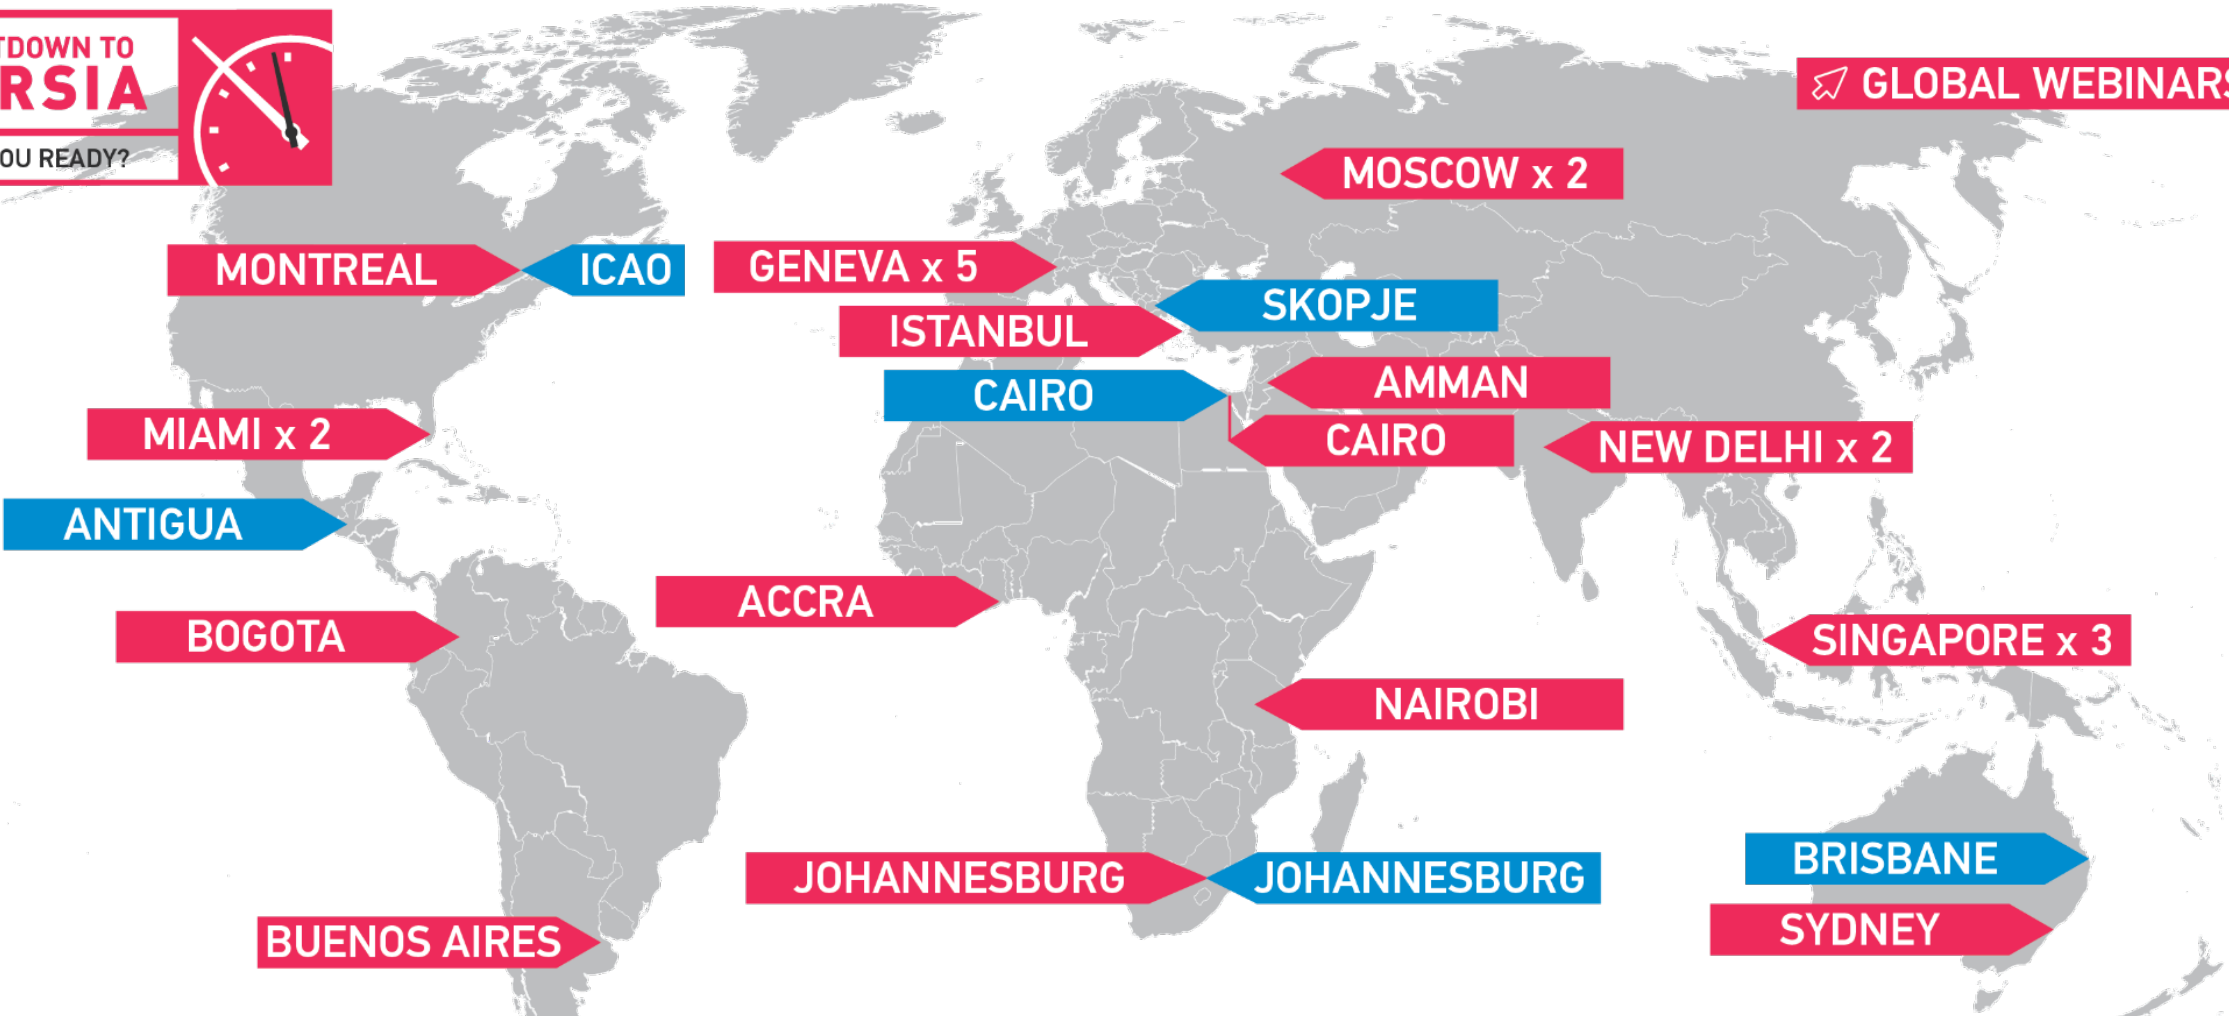 TDOWN TO
RSIA
OU READY?
GLOBAL WEBINARS
MOSCOW x 2
MONTREAL
ICAO
GENEVA x 5
SKOPJE
ISTANBUL
CAIRO
AMMAN
MIAMI x 2
CAIRO
NEW DELHI x 2
ANTIGUA
ACCRA
BOGOTA
SINGAPORE x 3
NAIROBI
JOHANNESBURG
JOHANNESBURG
BRISBANE
BUENOS AIRES
SYDNEY